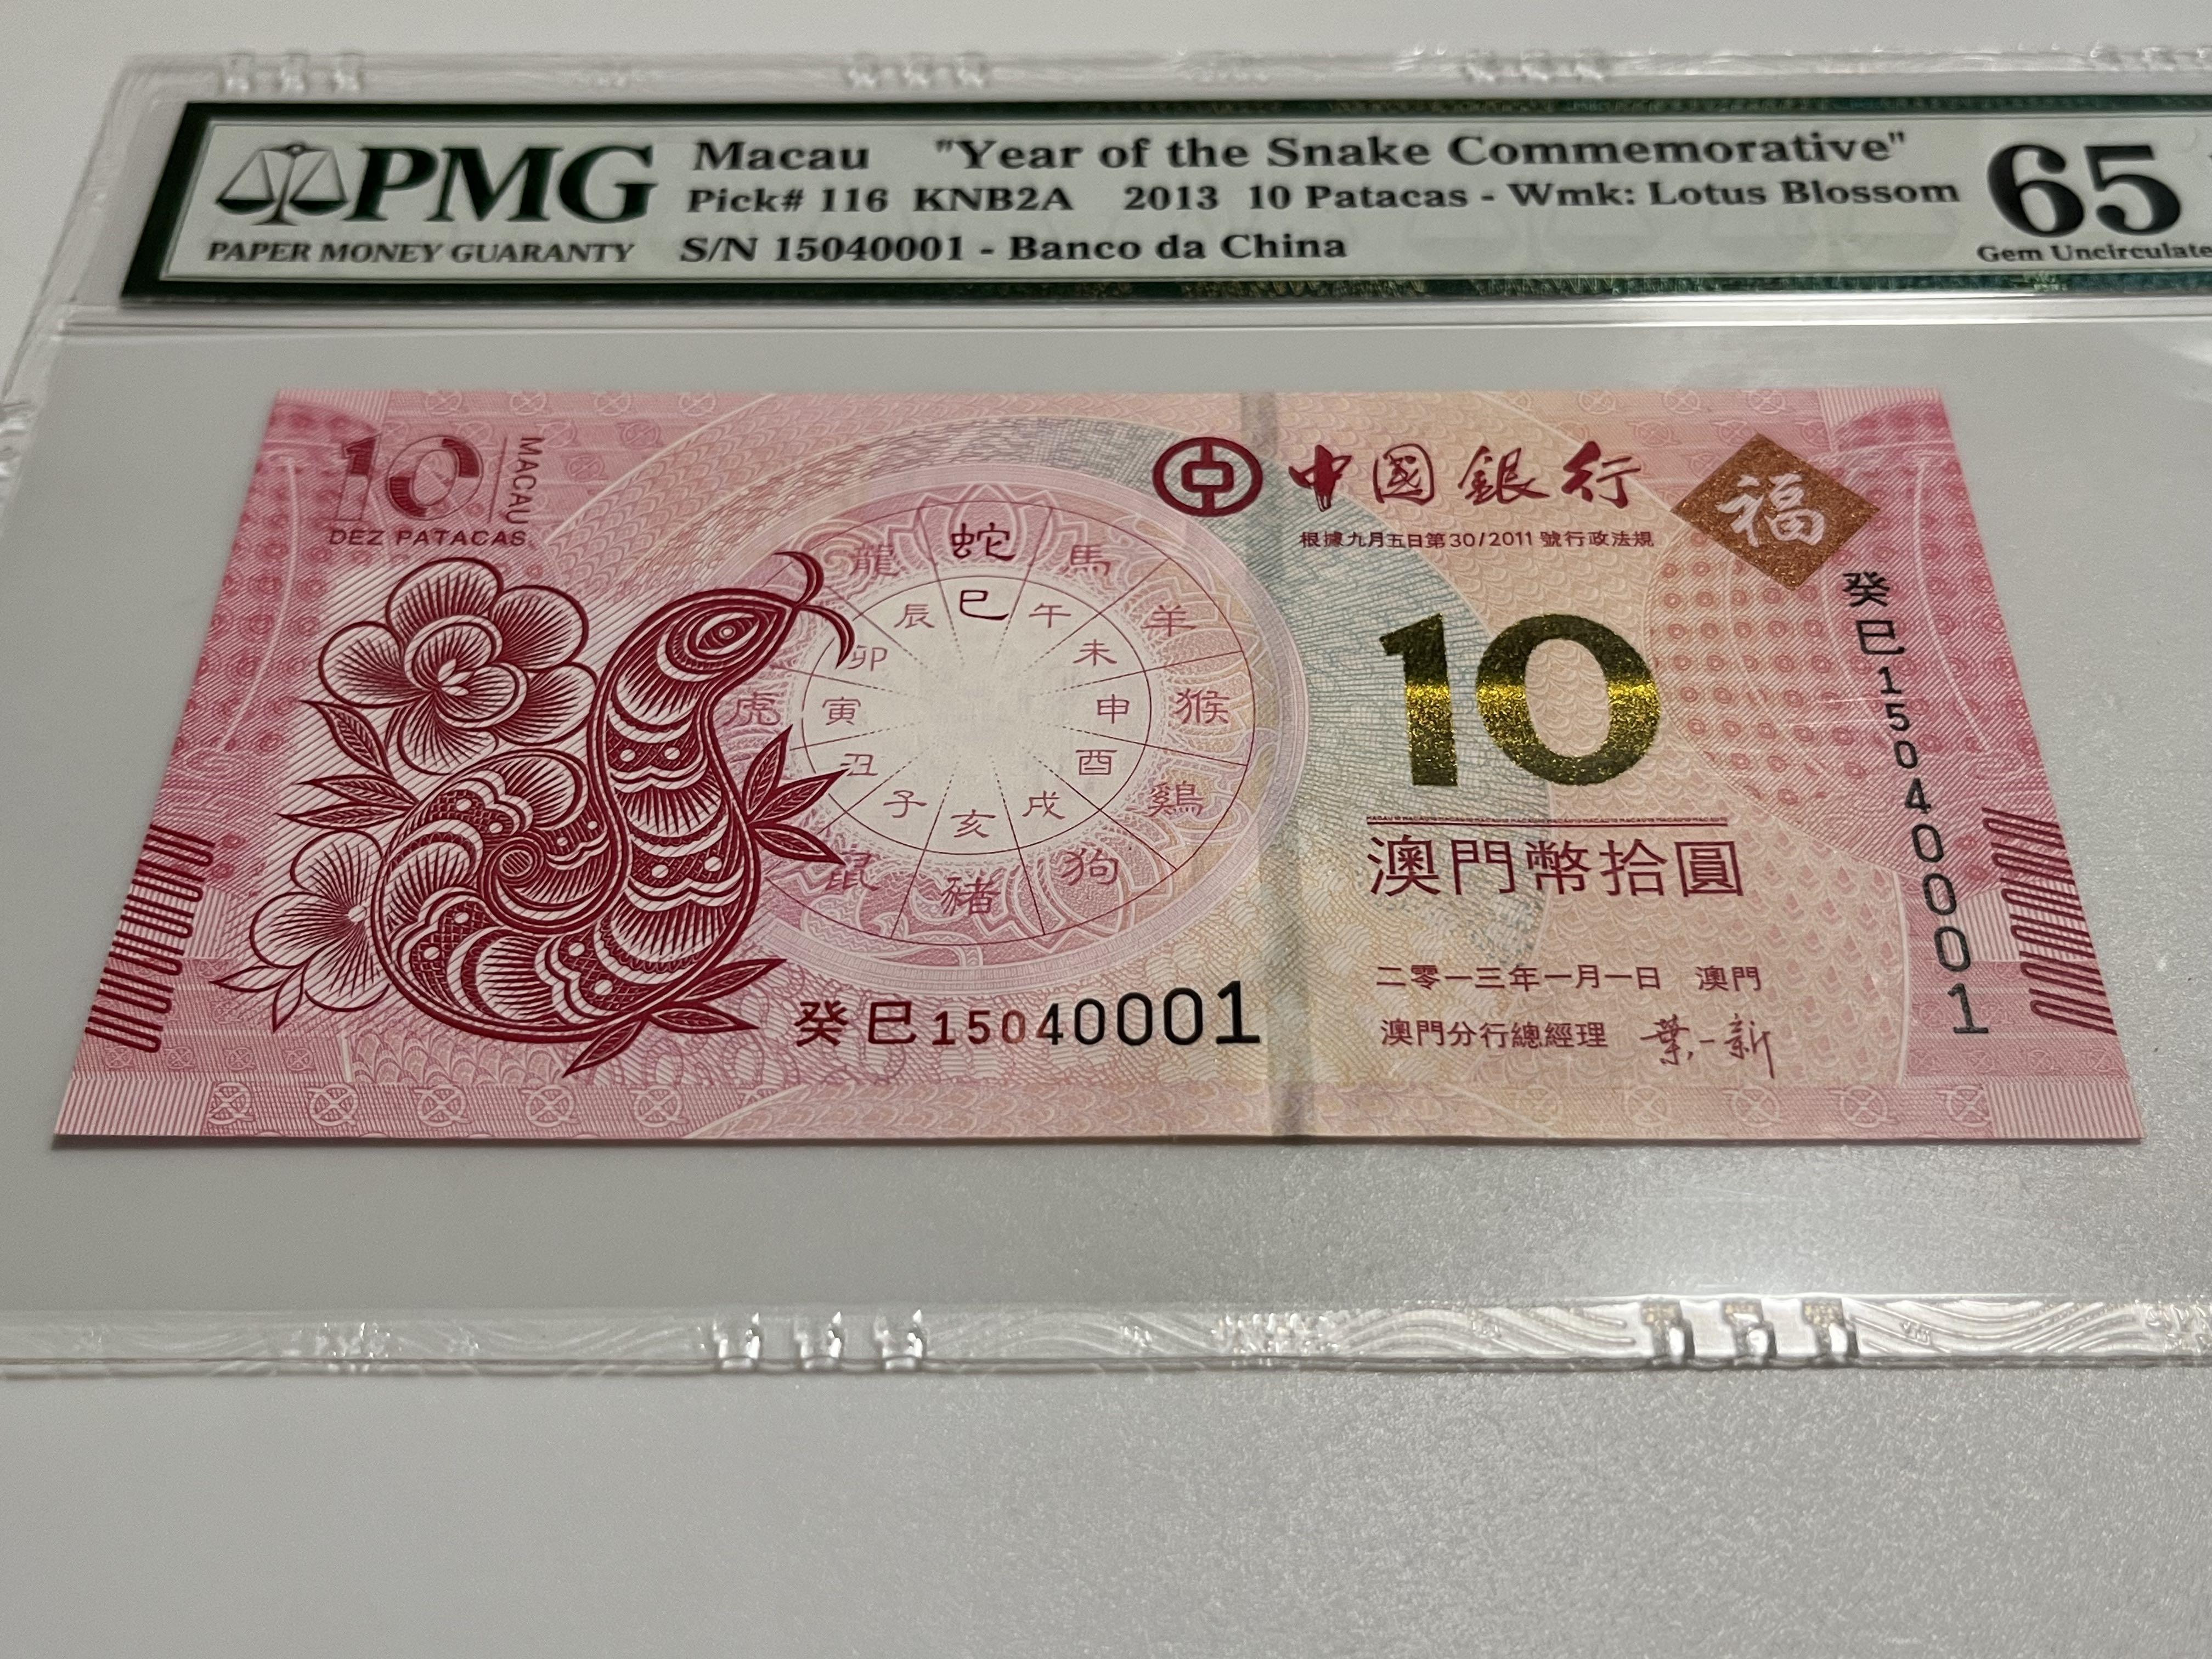 PMG
PAPER MONEY GUARANTY
Macau "Year of the Snake Commemorative"
Pick# 116 KNB2A 2013 10 Patacas - Wmk: Lotus Blossom
S/N 15040001 - Banco da China
65
Gem Uncirculate
10
MACAU
DEZ PATACAS
中國銀行
根據九月五日第30/2011號行政法規
福
龍 蛇 馬 羊 猴 鷄 狗 豬 鼠 虎
辰 巳 午 未 申 酉 戌 亥 子 丑 寅 卯
10
澳門幣拾圓
二零一三年一月一日 澳門
澳門分行總經理 葉一新
癸巳15040001
癸巳15040001